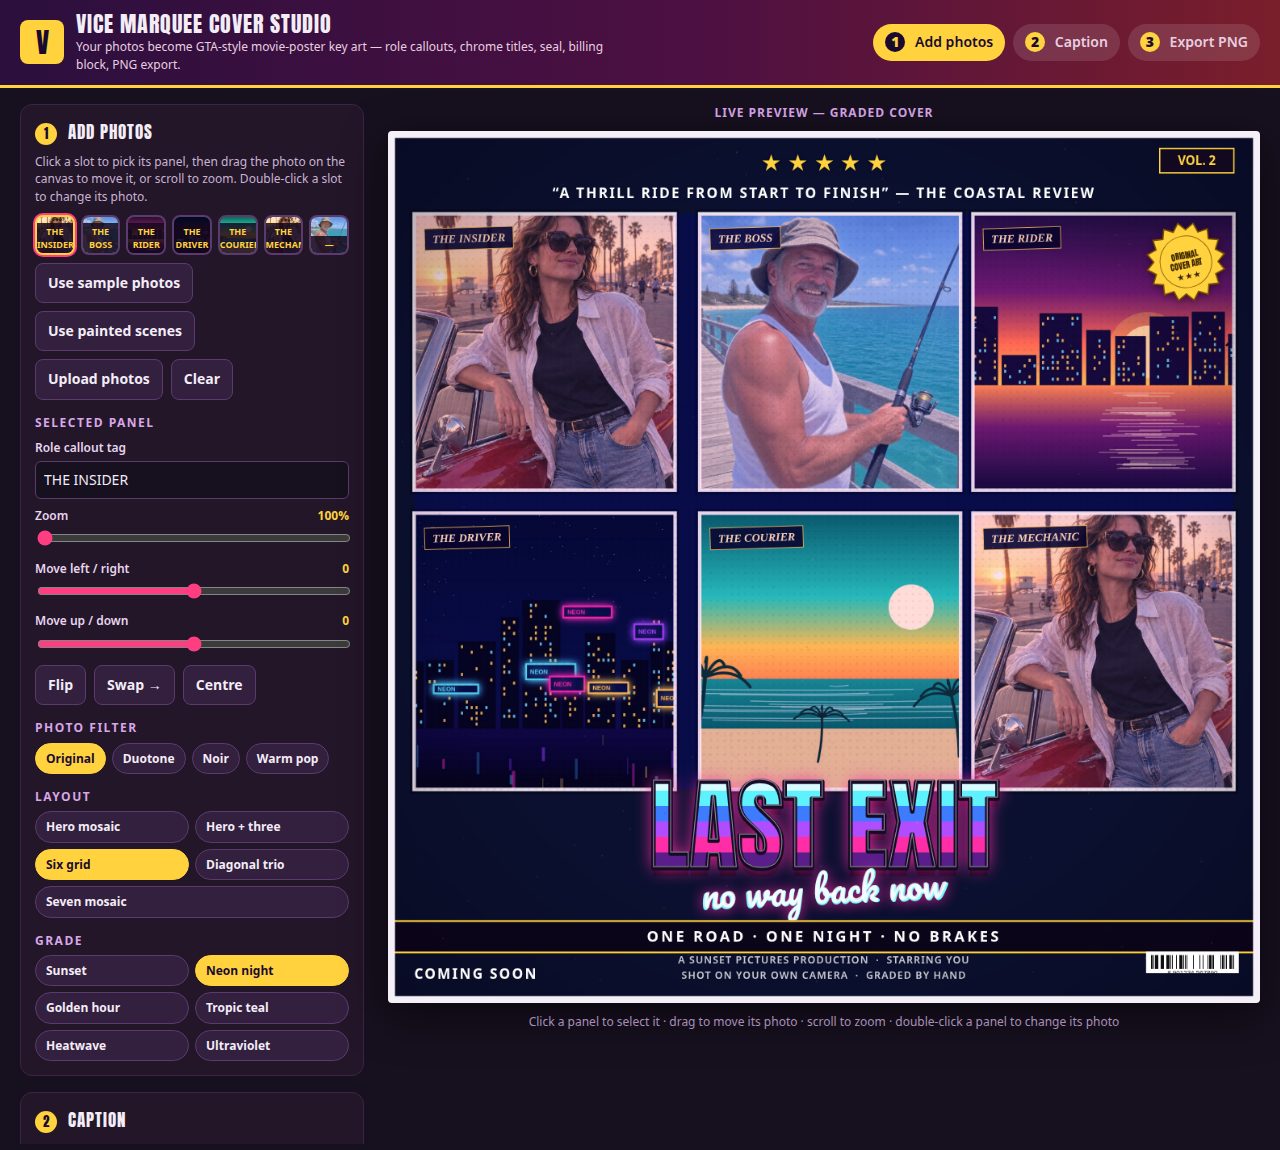 V
VICE MARQUEE COVER STUDIO
Your photos become GTA-style movie-poster key art — role callouts, chrome titles, seal, billing
block, PNG export.
1 Add photos
2 Caption
3 Export PNG
1 ADD PHOTOS
Click a slot to pick its panel, then drag the photo on the
canvas to move it, or scroll to zoom. Double-click a slot
to change its photo.
THE INSIDER
THE BOSS
THE RIDER
THE DRIVER
THE COURIE
THE MECHAN
—
Use sample photos
Use painted scenes
Upload photos
Clear
SELECTED PANEL
Role callout tag
THE INSIDER
Zoom 100%
Move left / right 0
Move up / down 0
Flip
Swap →
Centre
PHOTO FILTER
Original
Duotone
Noir
Warm pop
LAYOUT
Hero mosaic
Hero + three
Six grid
Diagonal trio
Seven mosaic
GRADE
Sunset
Neon night
Golden hour
Tropic teal
Heatwave
Ultraviolet
2 CAPTION
LIVE PREVIEW — GRADED COVER
★ ★ ★ ★ ★
VOL. 2
“A THRILL RIDE FROM START TO FINISH” — THE COASTAL REVIEW
THE INSIDER
THE BOSS
THE RIDER
ORIGINAL
COVER ART
★ ★ ★
THE DRIVER
NEON
NEON
NEON
NEON
NEON
NEON
NEO
THE COURIER
THE MECHANIC
LAST EXIT
no way back now
ONE ROAD · ONE NIGHT · NO BRAKES
COMING SOON
A SUNSET PICTURES PRODUCTION · STARRING YOU
SHOT ON YOUR OWN CAMERA · GRADED BY HAND
Click a panel to select it · drag to move its photo · scroll to zoom · double-click a panel to change its photo